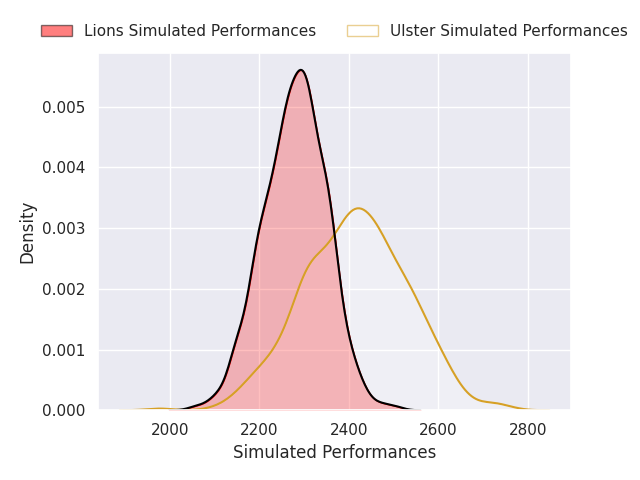 Lions Simulated Performances Ulster Simulated Performances
0.005
0.004
0.003
0.002
0.001
0.000
Density
2000 2200 2400 2600 2800
Simulated Performances